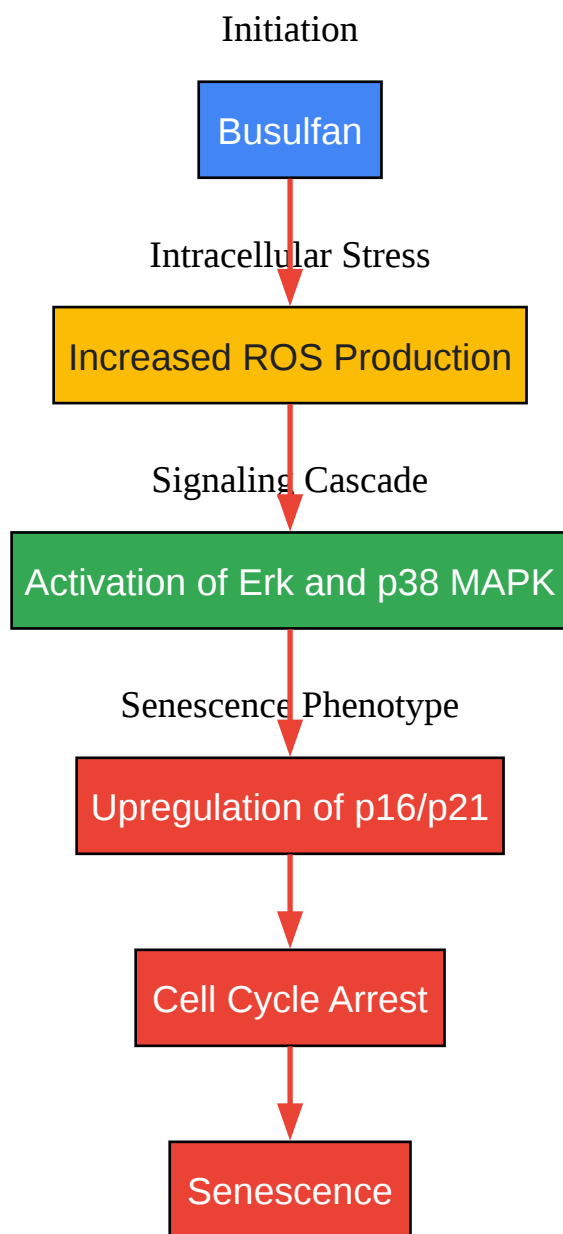 Initiation
Busulfan
Intracellular Stress
Increased ROS Production
Signaling Cascade
Activation of Erk and p38 MAPK
Senescence Phenotype
Upregulation of p16/p21
Cell Cycle Arrest
Senescence